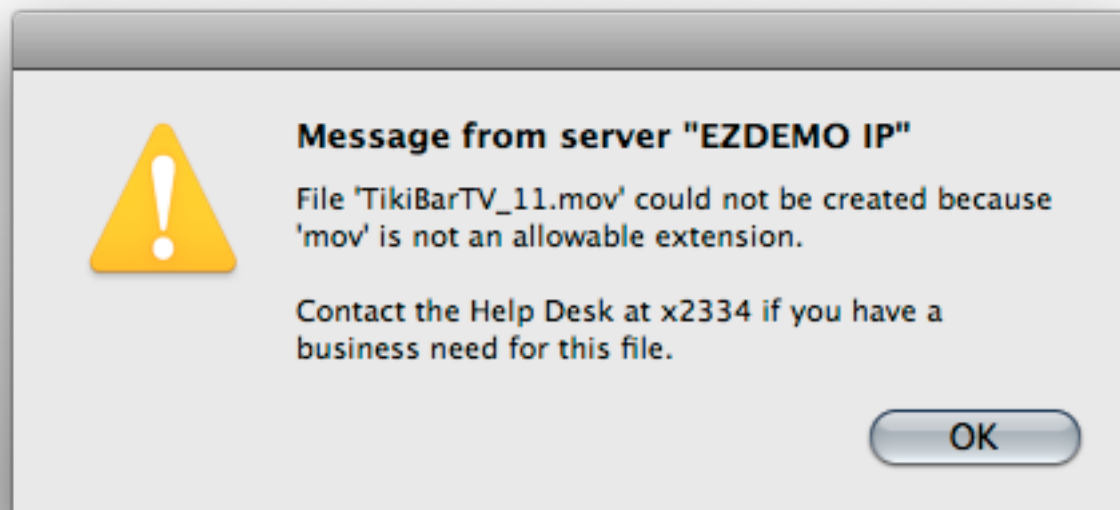 Message from server "EZDEMO IP"
File 'TikiBarTV_11.mov' could not be created because
'mov' is not an allowable extension.
Contact the Help Desk at x2334 if you have a
business need for this file.
OK